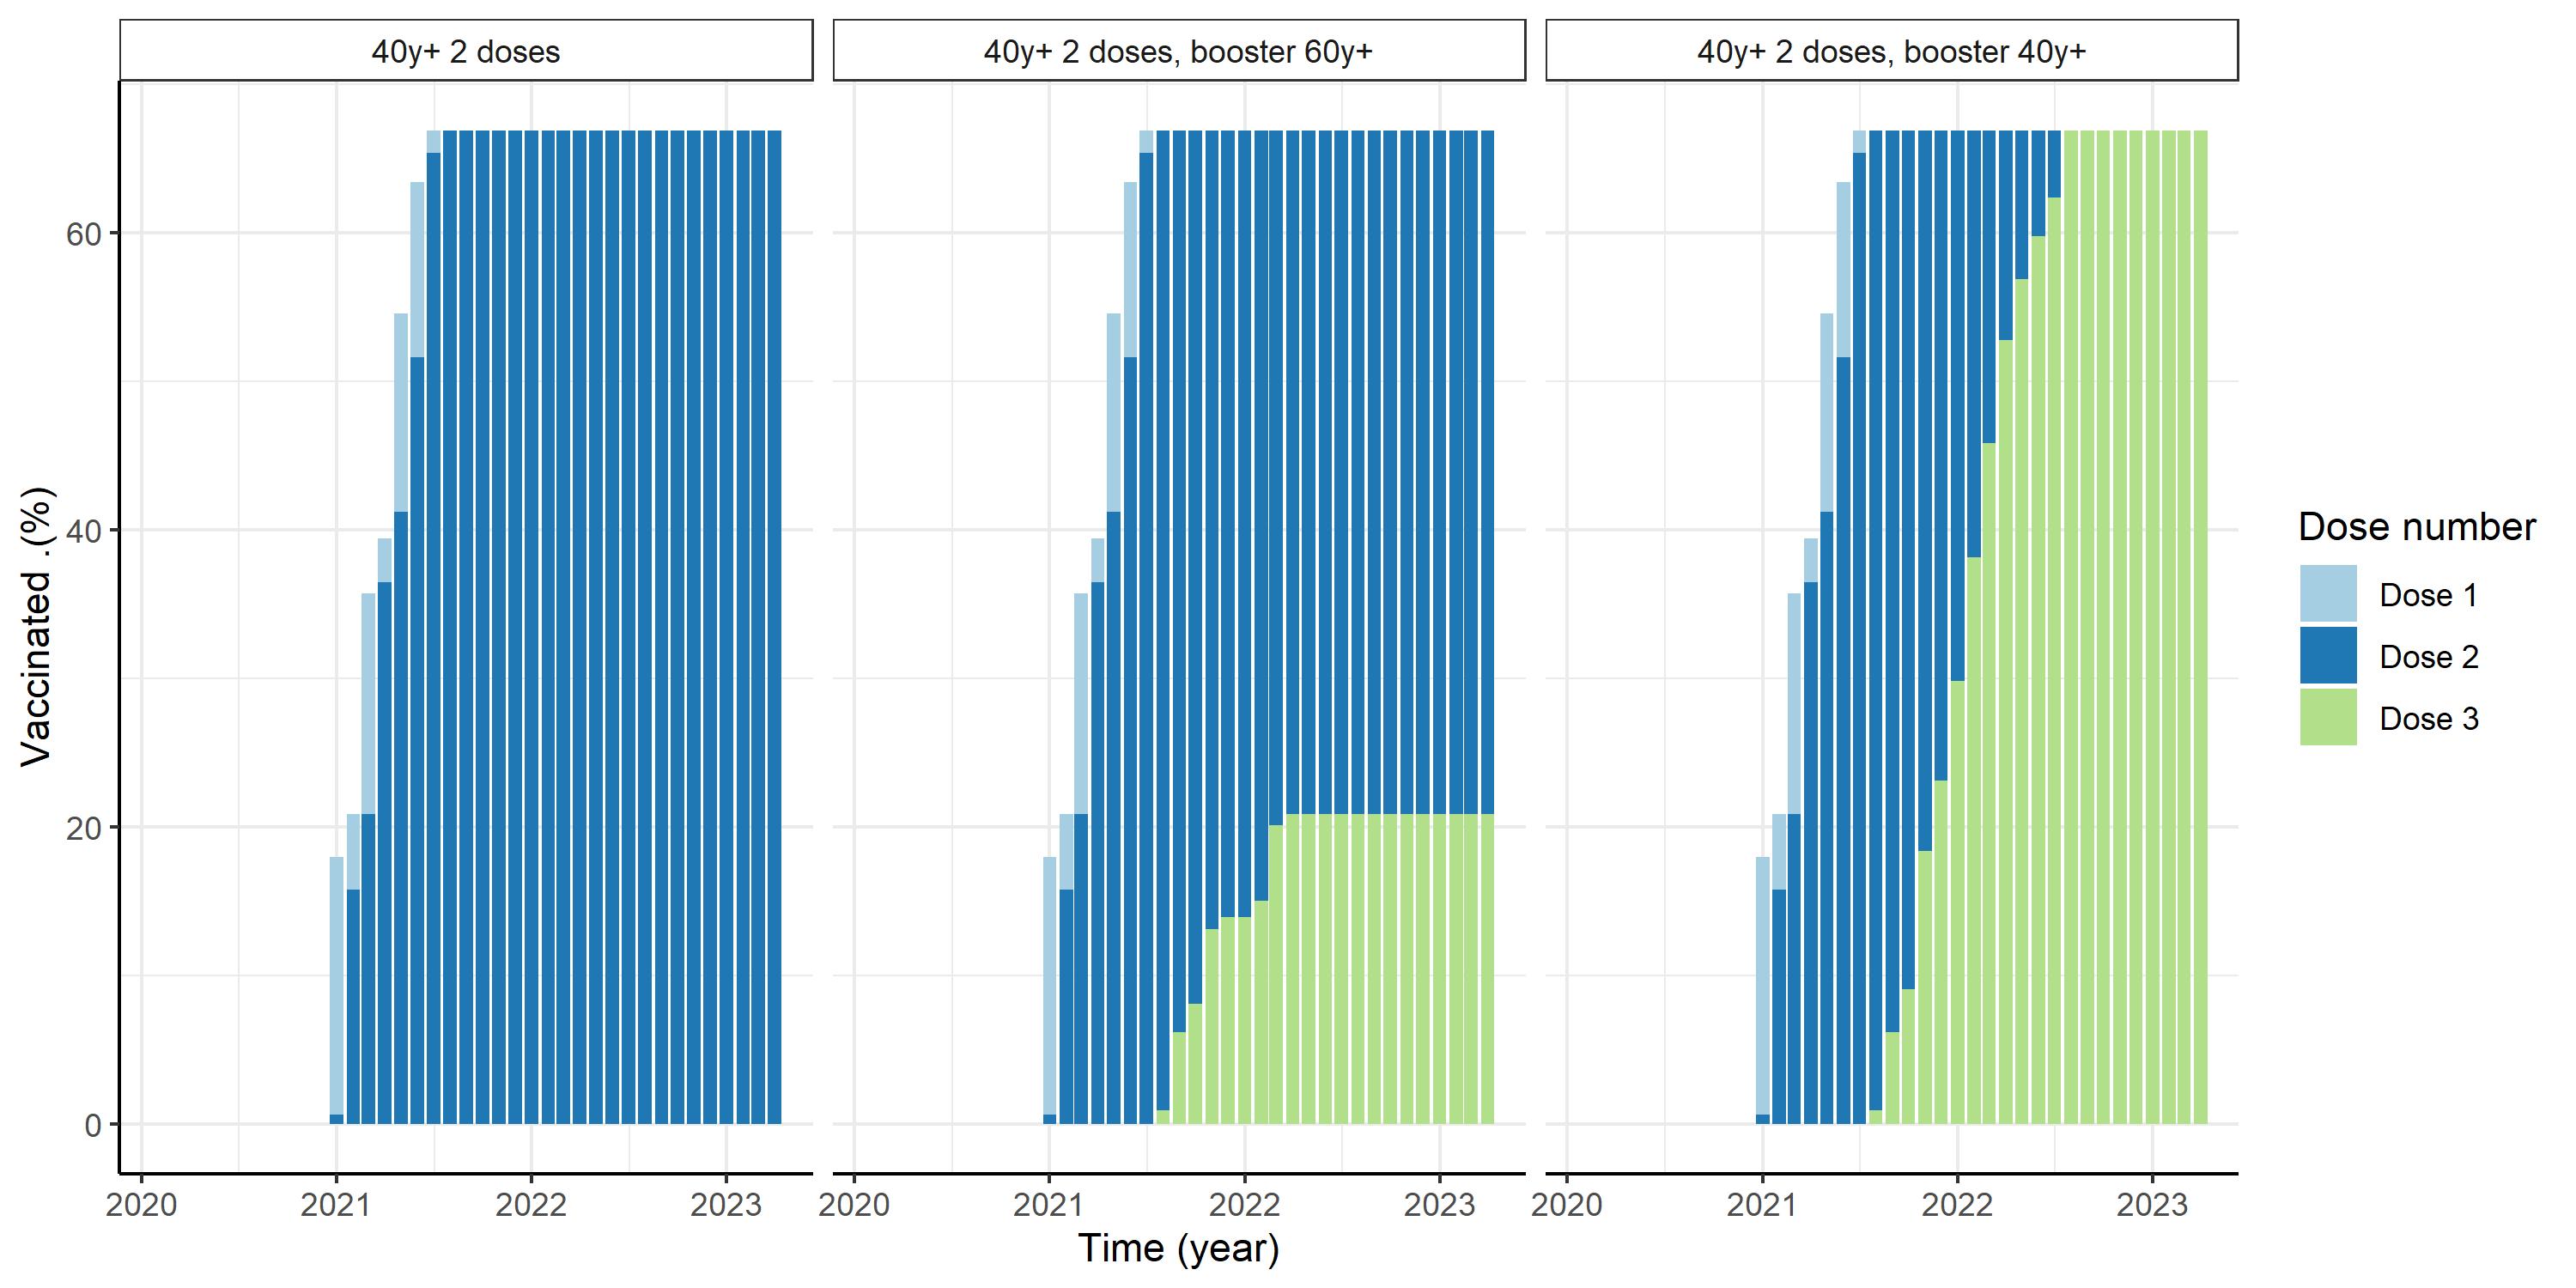 40y+ 2 doses
40y+ 2 doses, booster 60y+
40y+ 2 doses, booster 40y+
Vaccinated .(%)
60
40
20
0
2020 2021 2022 2023
2020 2021 2022 2023
2020 2021 2022 2023
Time (year)
Dose number
Dose 1
Dose 2
Dose 3